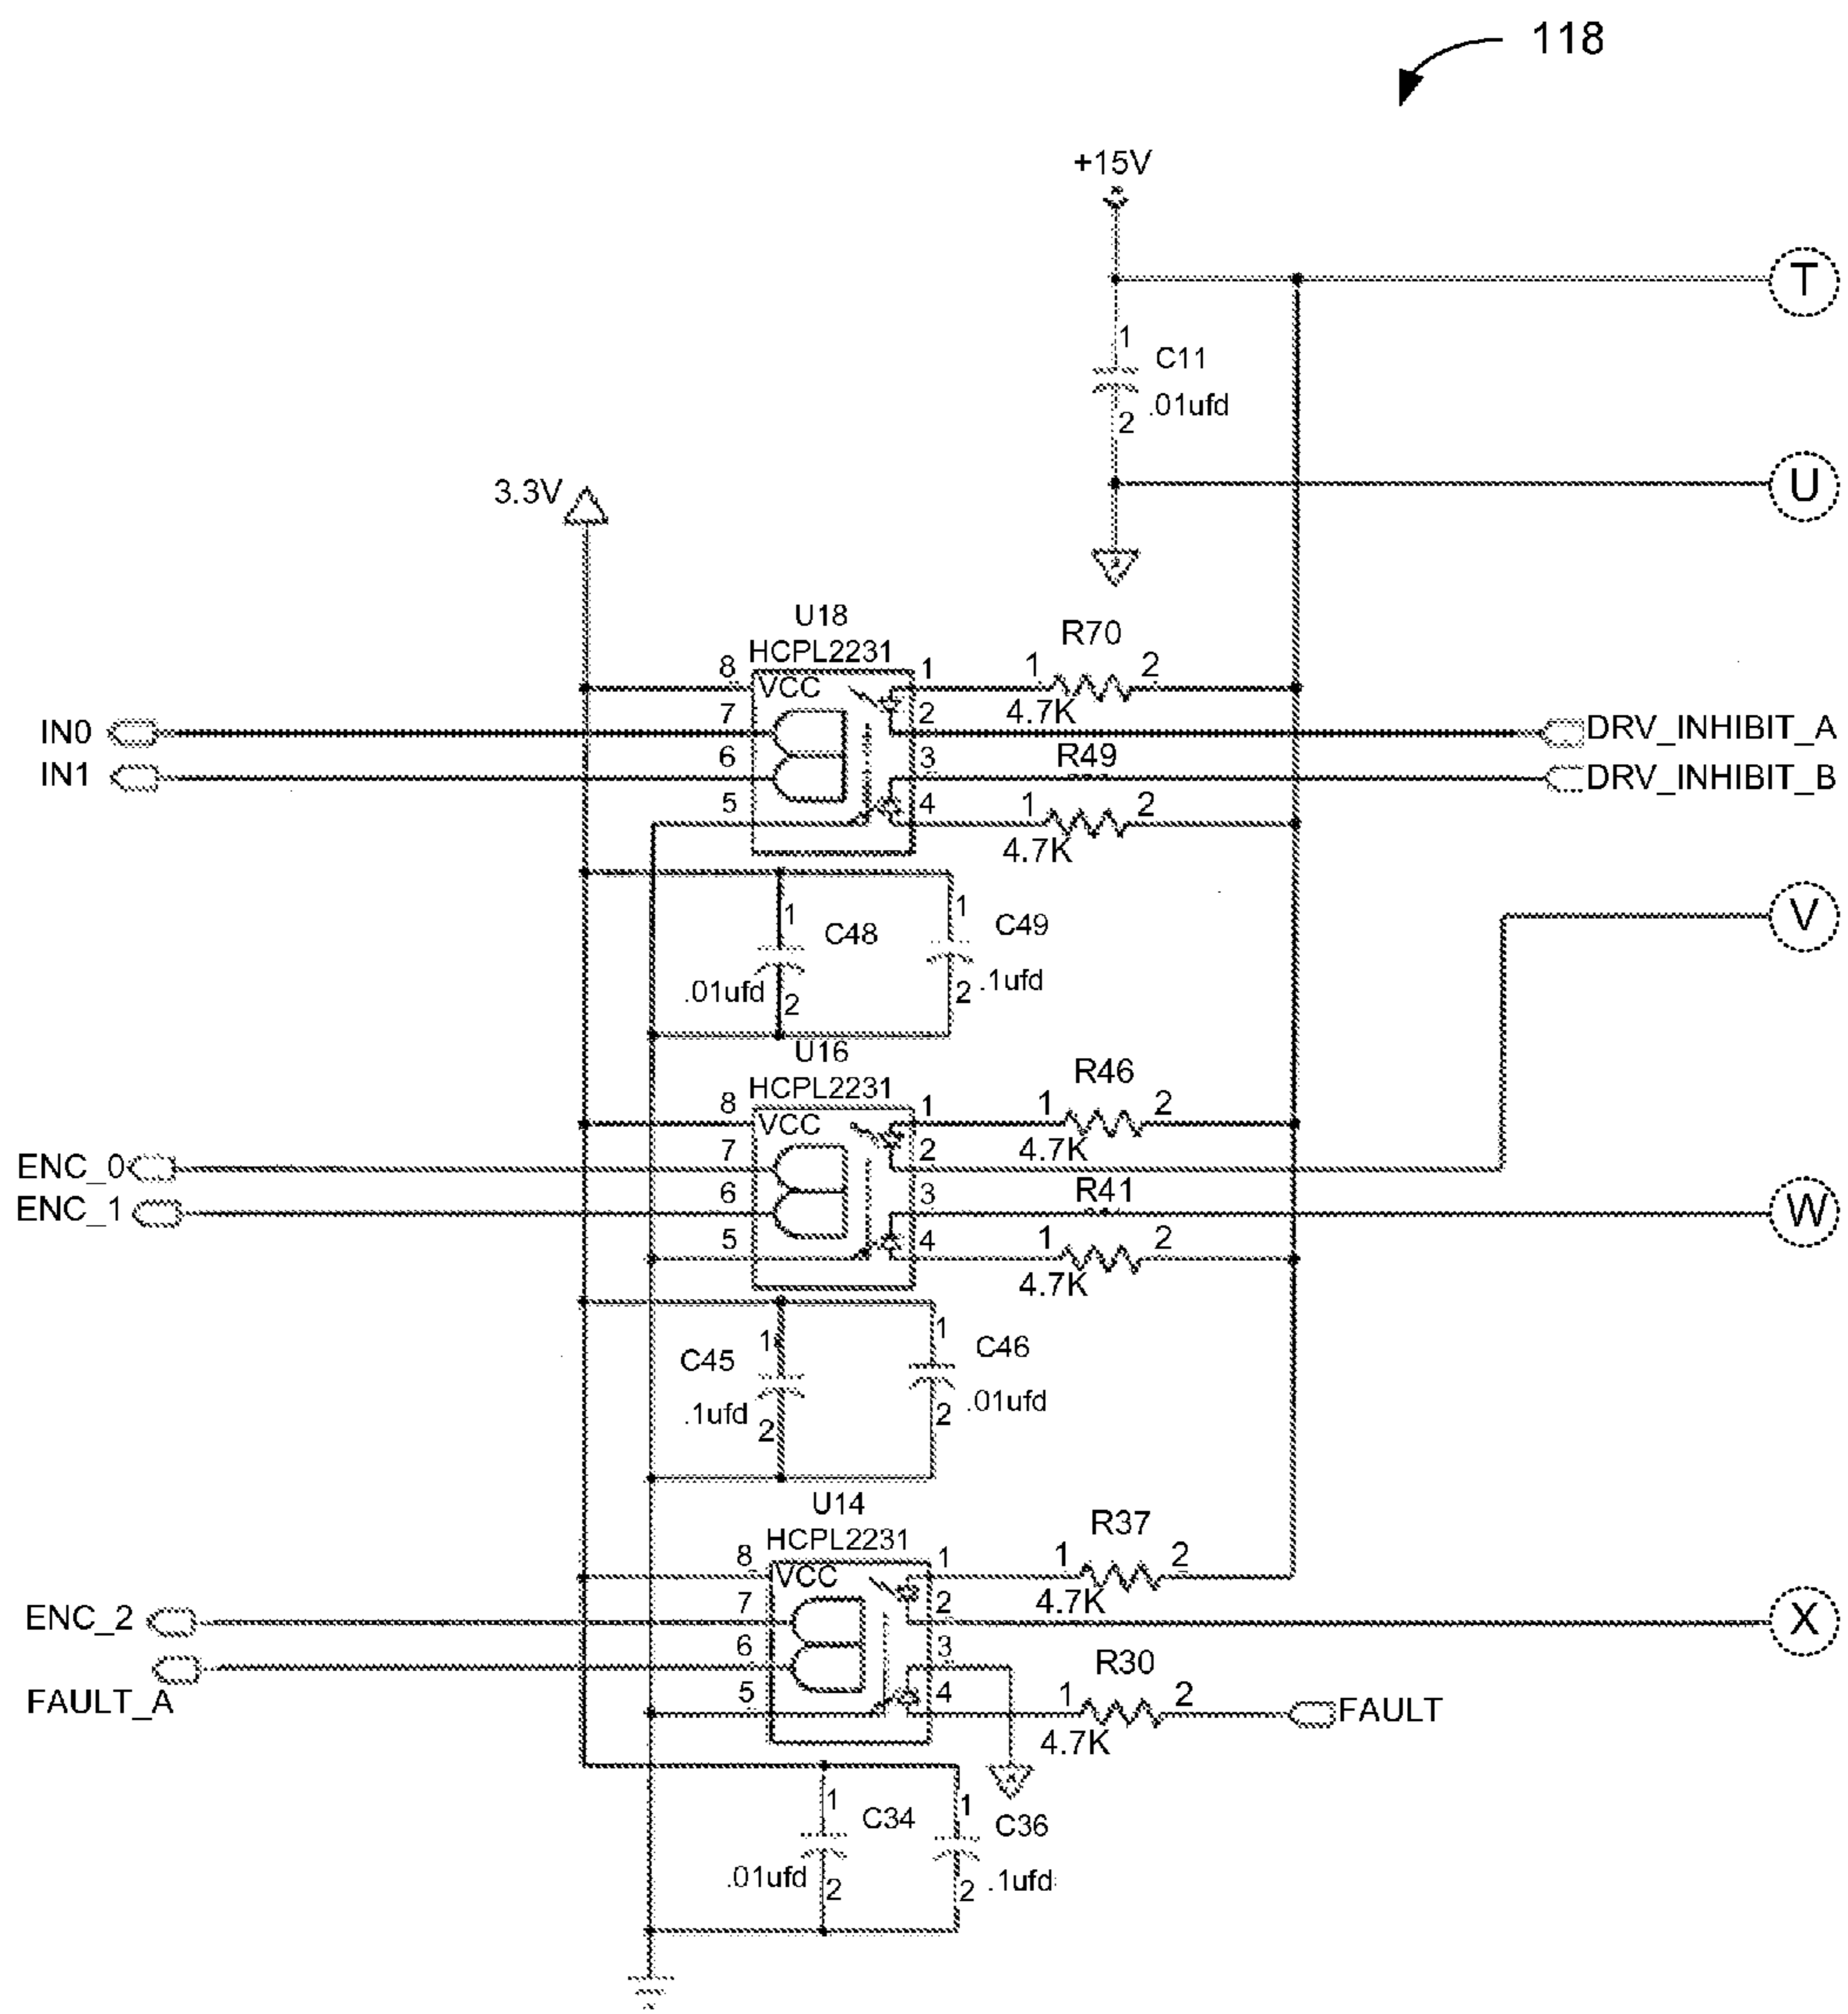 118
+15V
T
1
C11
.01ufd
2
U
3.3V
U18
HCPL2231
R70
8
VCC
1
1
2
4.7K
IN0
7
2
DRV_INHIBIT_A
IN1
6
3
R49
DRV_INHIBIT_B
5
4
1
2
4.7K
V
1
C48
.01ufd
2
1
C49
.1ufd
2
U16
HCPL2231
R46
8
VCC
1
1
2
4.7K
ENC_0
7
2
ENC_1
6
3
R41
W
5
4
1
2
4.7K
1
C45
.1ufd
2
1
C46
.01ufd
2
U14
HCPL2231
R37
8
VCC
1
1
2
4.7K
ENC_2
7
2
X
6
3
R30
FAULT_A
5
4
1
2
FAULT
4.7K
1
C34
.01ufd
2
1
C36
.1ufd
2